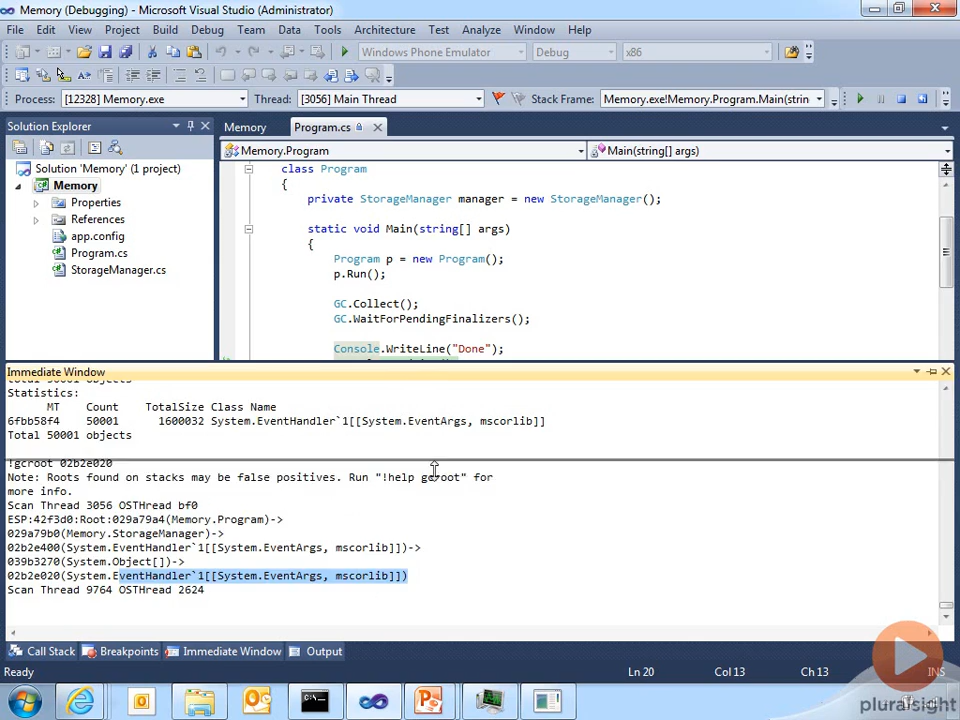 Memory (Debugging) - Microsoft Visual Studio (Administrator)
File Edit View Project Build Debug Team Data Tools Architecture Test Analyze Window Help
Windows Phone Emulator Debug x86
Process: [12328] Memory.exe Thread: [3056] Main Thread Stack Frame: Memory.exe!Memory.Program.Main(strin
Solution Explorer
Memory Program.cs
Memory.Program Main(string[] args)
Solution 'Memory' (1 project)
Memory
Properties
References
app.config
Program.cs
StorageManager.cs
class Program
{
private StorageManager manager = new StorageManager();
static void Main(string[] args)
{
Program p = new Program();
p.Run();
GC.Collect();
GC.WaitForPendingFinalizers();
Console.WriteLine("Done");
Immediate Window
Total 50001 objects
Statistics:
MT Count TotalSize Class Name
6fbb58f4 50001 1600032 System.EventHandler`1[[System.EventArgs, mscorlib]]
Total 50001 objects
!gcroot 02b2e020
Note: Roots found on stacks may be false positives. Run "!help gcroot" for
more info.
Scan Thread 3056 OSTHread bf0
ESP:42f3d0:Root:029a79a4(Memory.Program)->
029a79b0(Memory.StorageManager)->
02b2e400(System.EventHandler`1[[System.EventArgs, mscorlib]])->
039b3270(System.Object[])->
02b2e020(System.EventHandler`1[[System.EventArgs, mscorlib]])
Scan Thread 9764 OSTHread 2624
Call Stack Breakpoints Immediate Window Output
Ready Ln 20 Col 13 Ch 13 INS
pluralsight